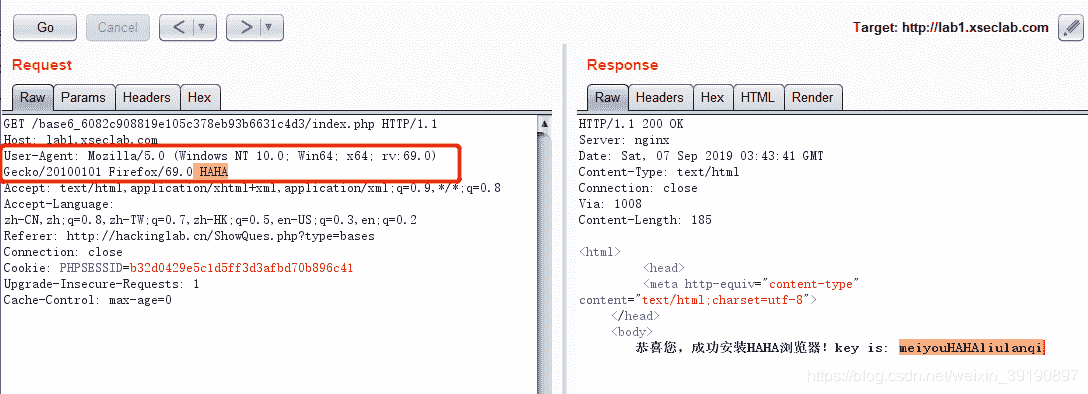 Go Cancel < > Target: http://lab1.xseclab.com
Request
Raw Params Headers Hex
GET /base6_6082c908819e105c378eb93b6631c4d3/index.php HTTP/1.1
Host: lab1.xseclab.com
User-Agent: Mozilla/5.0 (Windows NT 10.0; Win64; x64; rv:69.0)
Gecko/20100101 Firefox/69.0 HAHA
Accept: text/html,application/xhtml+xml,application/xml;q=0.9,*/*;q=0.8
Accept-Language:
zh-CN,zh;q=0.8,zh-TW;q=0.7,zh-HK;q=0.5,en-US;q=0.3,en;q=0.2
Referer: http://hackinglab.cn/ShowQues.php?type=bases
Connection: close
Cookie: PHPSESSID=b32d0429e5c1d5ff3d3afbd70b896c41
Upgrade-Insecure-Requests: 1
Cache-Control: max-age=0
Response
Raw Headers Hex HTML Render
HTTP/1.1 200 OK
Server: nginx
Date: Sat, 07 Sep 2019 03:43:41 GMT
Content-Type: text/html
Connection: close
Via: 1008
Content-Length: 185
<html>
<head>
<meta http-equiv="content-type"
content="text/html;charset=utf-8">
</head>
<body>
恭喜您，成功安装HAHA浏览器！key is: meiyouHAHAliulanqi
https://blog.csdn.net/weixin_39190897